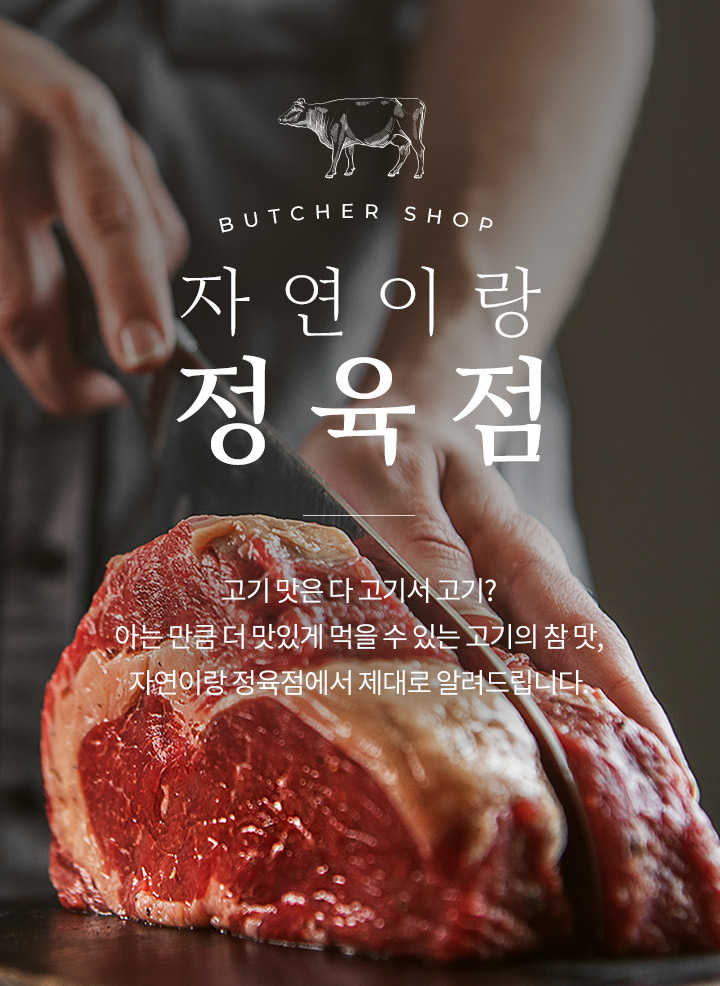 BUTCHER SHOP
자연이랑
정육점
고기 맛은 다 고기서 고기?
아는 만큼 더 맛있게 먹을 수 있는 고기의 참 맛,
자연이랑 정육점에서 제대로 알려드립니다.